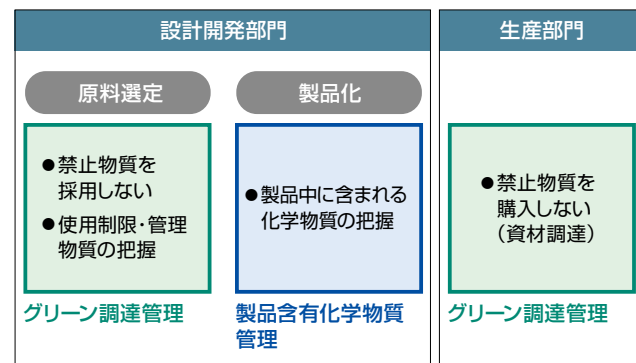 設計開発部門
原料選定
●禁止物質を
採用しない
●使用制限・管理
物質の把握
グリーン調達管理
製品化
●製品中に含まれる
化学物質の把握
製品含有化学物質
管理
生産部門
●禁止物質を
購入しない
（資材調達）
グリーン調達管理